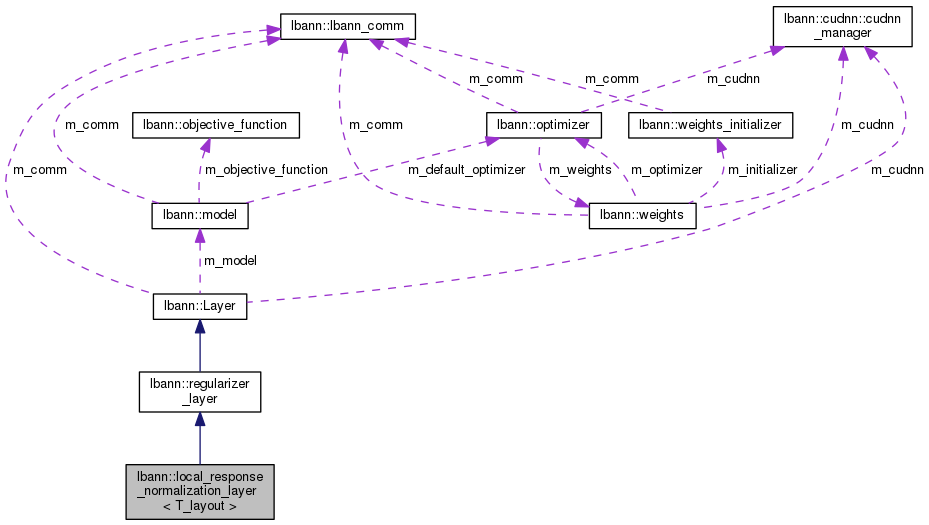 lbann::lbann_comm
lbann::cudnn::cudnn
_manager
m_comm
m_comm
m_cudnn
m_comm
lbann::objective_function
m_comm
lbann::optimizer
lbann::weights_initializer
m_cudnn
m_comm
m_objective_function
m_default_optimizer
m_weights
m_optimizer
m_initializer
m_cudnn
lbann::model
lbann::weights
m_model
lbann::Layer
lbann::regularizer
_layer
lbann::local_response
_normalization_layer
< T_layout >